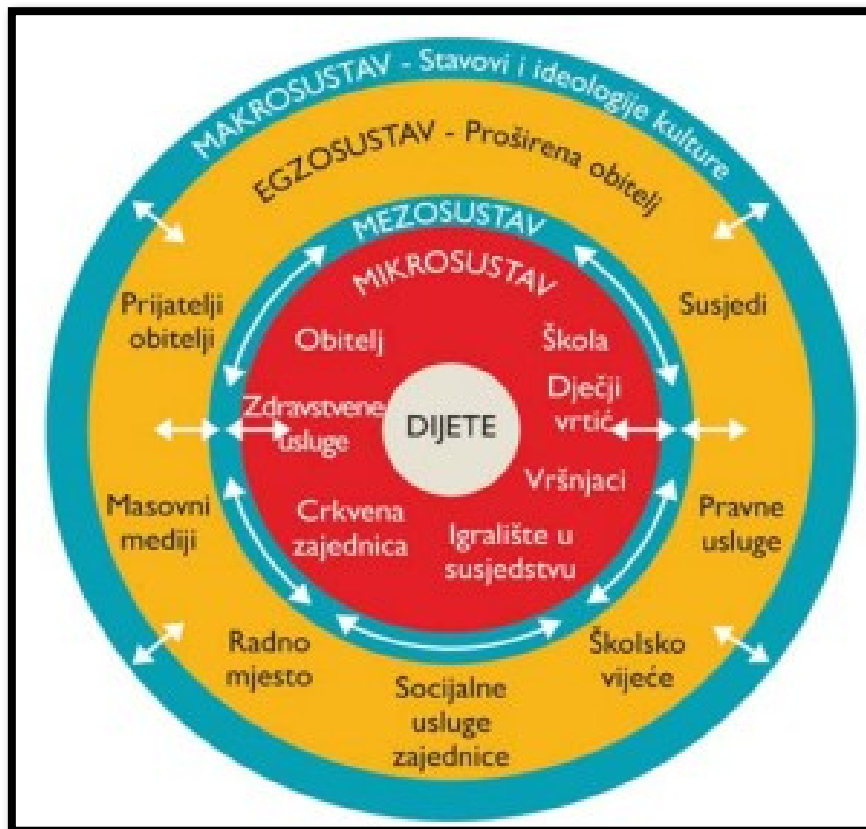 MAKROSUSTAV - Stavovi i ideologije kulture
EGZOSUSTAV - Proširena obitelj
MEZOSUSTAV
MIKROSUSTAV
Prijatelji
obitelji
Susjedi
Obitelj
Škola
Zdravstvene
usluge
DIJETE
Dječji
vrtić
Vršnjaci
Crkvena
zajednica
Igralište u
susjedstvu
Masovni
mediji
Pravne
usluge
Radno
mjesto
Socijalne
usluge
zajednice
Školsko
vijeće